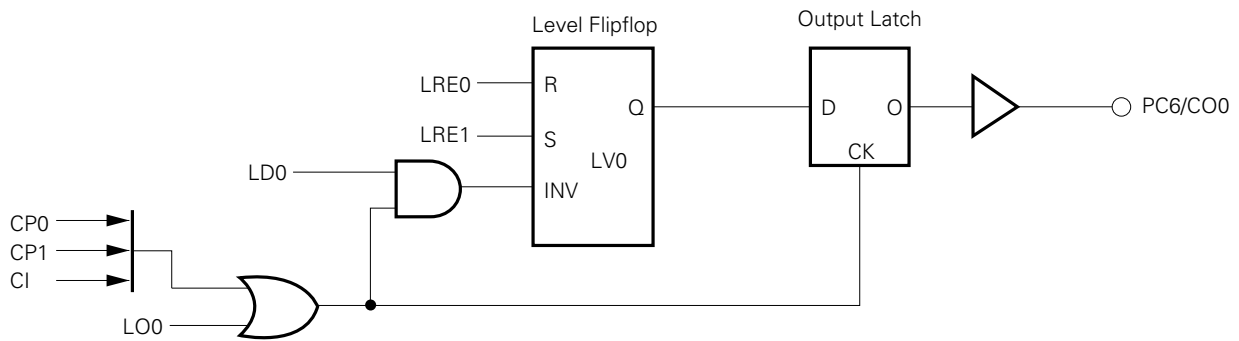 Level Flipflop
Output Latch
LRE0
R
Q
D
O
PC6/CO0
LRE1
S
CK
LV0
LD0
INV
CP0
CP1
CI
LO0